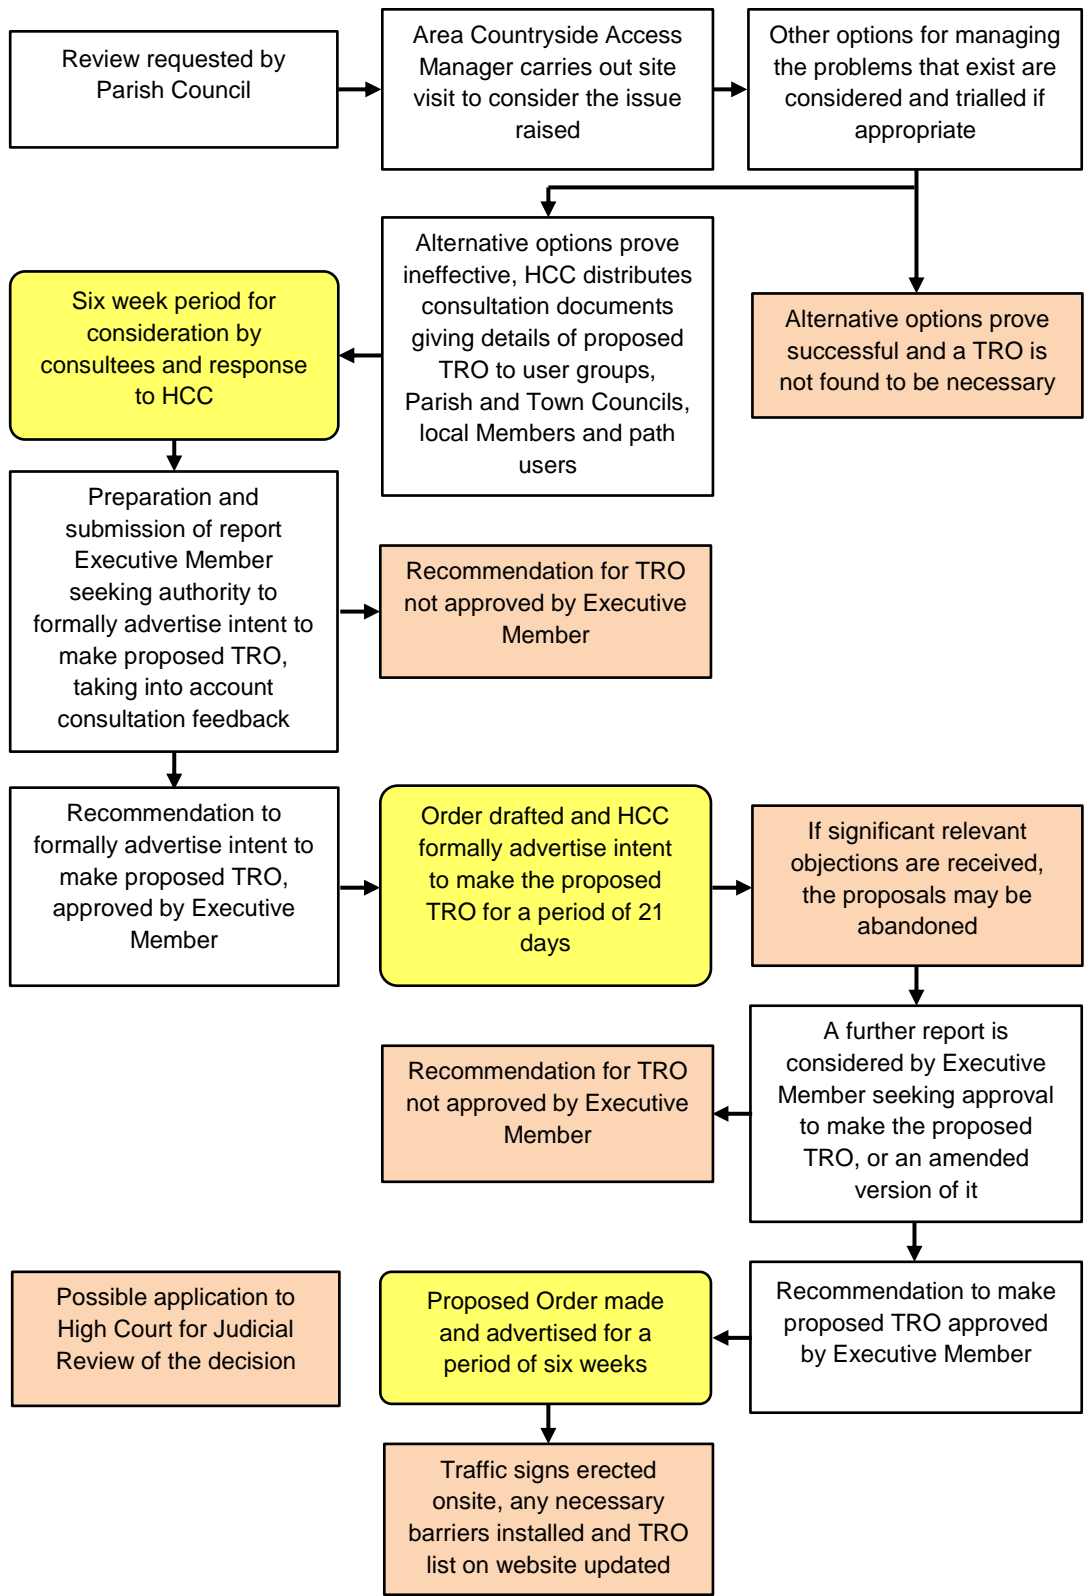 Review requested by
Parish Council
Area Countryside Access
Manager carries out site
visit to consider the issue
raised
Other options for managing
the problems that exist are
considered and trialled if
appropriate
Alternative options prove
ineffective, HCC distributes
consultation documents
giving details of proposed
TRO to user groups,
Parish and Town Councils,
local Members and path
users
Six week period for
consideration by
consultees and response
to HCC
Alternative options prove
successful and a TRO is
not found to be necessary
Preparation and
submission of report
Executive Member
seeking authority to
formally advertise intent to
make proposed TRO,
taking into account
consultation feedback
Recommendation for TRO
not approved by Executive
Member
Recommendation to
formally advertise intent to
make proposed TRO,
approved by Executive
Member
Order drafted and HCC
formally advertise intent
to make the proposed
TRO for a period of 21
days
If significant relevant
objections are received,
the proposals may be
abandoned
A further report is
considered by Executive
Member seeking approval
to make the proposed
TRO, or an amended
version of it
Recommendation for TRO
not approved by Executive
Member
Recommendation to make
proposed TRO approved
by Executive Member
Proposed Order made
and advertised for a
period of six weeks
Possible application to
High Court for Judicial
Review of the decision
Traffic signs erected
onsite, any necessary
barriers installed and TRO
list on website updated